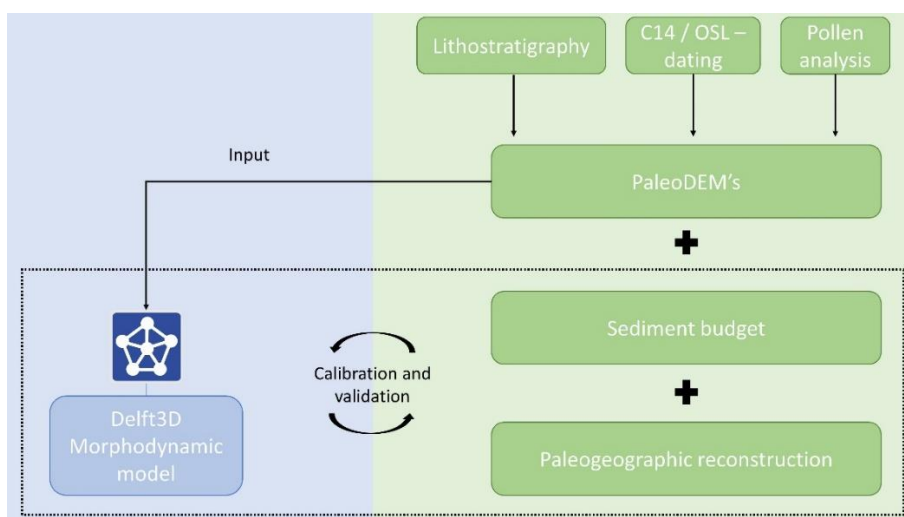 Lithostratigraphy
C14 / OSL –
dating
Pollen
analysis
Input
PaleoDEM's
Sediment budget
Calibration and
validation
Delft3D
Morphodynamic
model
Paleogeographic reconstruction